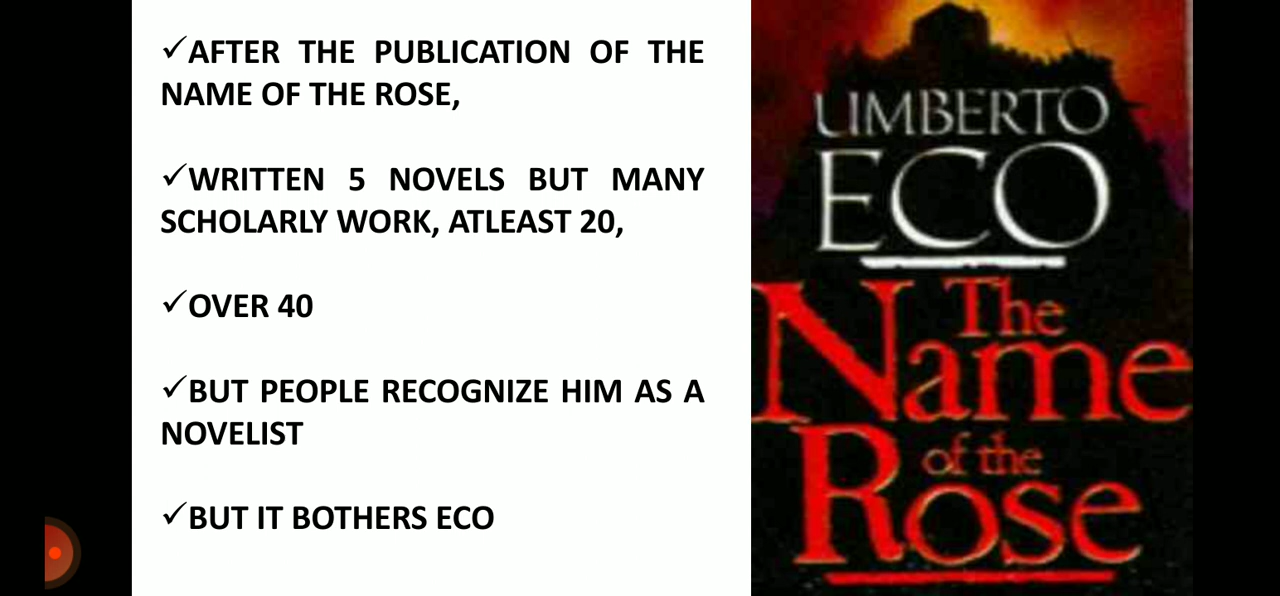 ✓AFTER THE PUBLICATION OF THE
NAME OF THE ROSE,
✓WRITTEN 5 NOVELS BUT MANY
SCHOLARLY WORK, ATLEAST 20,
✓OVER 40
✓BUT PEOPLE RECOGNIZE HIM AS A
NOVELIST
✓BUT IT BOTHERS ECO
UMBERTO
ECO
The
Name
of the
Rose